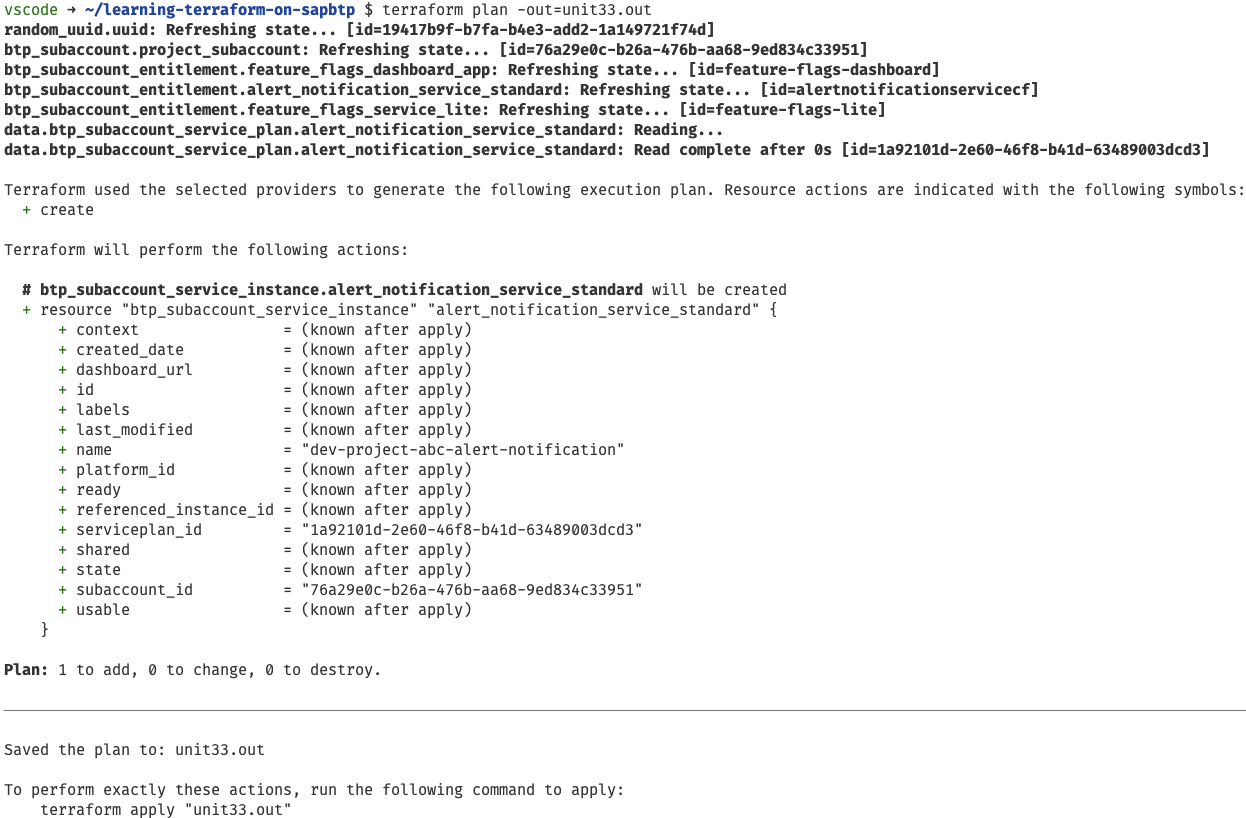 vscode ➜ ~/learning-terraform-on-sapbtp $ terraform plan -out=unit33.out
random_uuid.uuid: Refreshing state... [id=19417b9f-b7fa-b4e3-add2-1a149721f74d]
btp_subaccount.project_subaccount: Refreshing state... [id=76a29e0c-b26a-476b-aa68-9ed834c33951]
btp_subaccount_entitlement.feature_flags_dashboard_app: Refreshing state... [id=feature-flags-dashboard]
btp_subaccount_entitlement.alert_notification_service_standard: Refreshing state... [id=alertnotificationservicecf]
btp_subaccount_entitlement.feature_flags_service_lite: Refreshing state... [id=feature-flags-lite]
data.btp_subaccount_service_plan.alert_notification_service_standard: Reading...
data.btp_subaccount_service_plan.alert_notification_service_standard: Read complete after 0s [id=1a92101d-2e60-46f8-b41d-63489003dcd3]

Terraform used the selected providers to generate the following execution plan. Resource actions are indicated with the following symbols:
  + create

Terraform will perform the following actions:

  # btp_subaccount_service_instance.alert_notification_service_standard will be created
  + resource "btp_subaccount_service_instance" "alert_notification_service_standard" {
      + context                = (known after apply)
      + created_date           = (known after apply)
      + dashboard_url          = (known after apply)
      + id                     = (known after apply)
      + labels                 = (known after apply)
      + last_modified          = (known after apply)
      + name                   = "dev-project-abc-alert-notification"
      + platform_id            = (known after apply)
      + ready                  = (known after apply)
      + referenced_instance_id = (known after apply)
      + serviceplan_id         = "1a92101d-2e60-46f8-b41d-63489003dcd3"
      + shared                 = (known after apply)
      + state                  = (known after apply)
      + subaccount_id          = "76a29e0c-b26a-476b-aa68-9ed834c33951"
      + usable                 = (known after apply)
    }

Plan: 1 to add, 0 to change, 0 to destroy.

Saved the plan to: unit33.out

To perform exactly these actions, run the following command to apply:
    terraform apply "unit33.out"